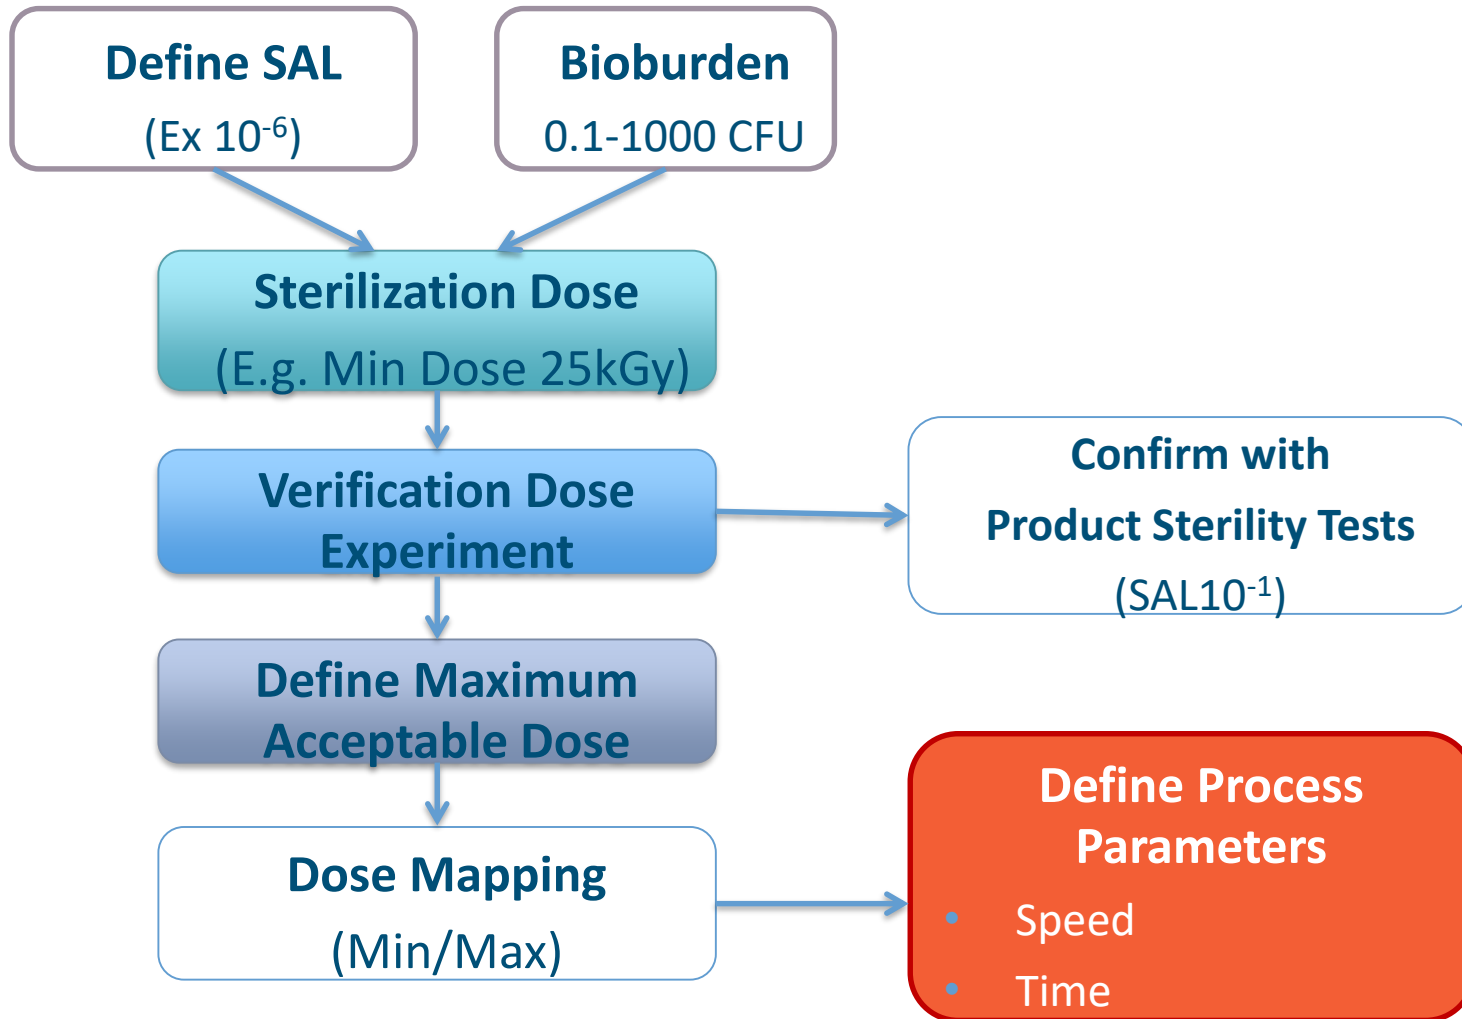 Define SAL
(Ex 10⁻⁶)
Bioburden
0.1-1000 CFU
Sterilization Dose
(E.g. Min Dose 25kGy)
Verification Dose
Experiment
Confirm with
Product Sterility Tests
(SAL10⁻¹)
Define Maximum
Acceptable Dose
Dose Mapping
(Min/Max)
Define Process
Parameters
• Speed
• Time